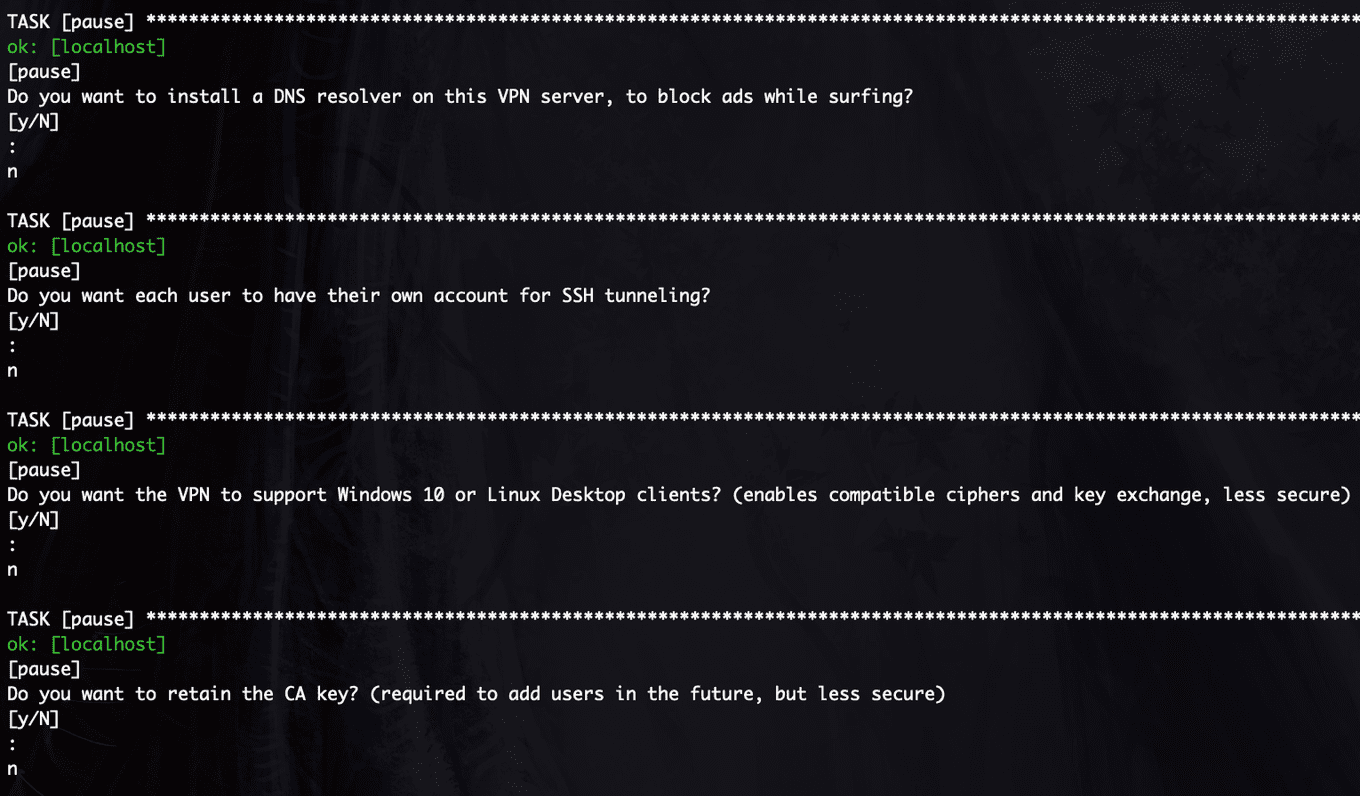 TASK [pause] ******************************************************************************************************************
ok: [localhost]
[pause]
Do you want to install a DNS resolver on this VPN server, to block ads while surfing?
[y/N]
:
n
TASK [pause] ******************************************************************************************************************
ok: [localhost]
[pause]
Do you want each user to have their own account for SSH tunneling?
[y/N]
:
n
TASK [pause] ******************************************************************************************************************
ok: [localhost]
[pause]
Do you want the VPN to support Windows 10 or Linux Desktop clients? (enables compatible ciphers and key exchange, less secure)
[y/N]
:
n
TASK [pause] ******************************************************************************************************************
ok: [localhost]
[pause]
Do you want to retain the CA key? (required to add users in the future, but less secure)
[y/N]
:
n